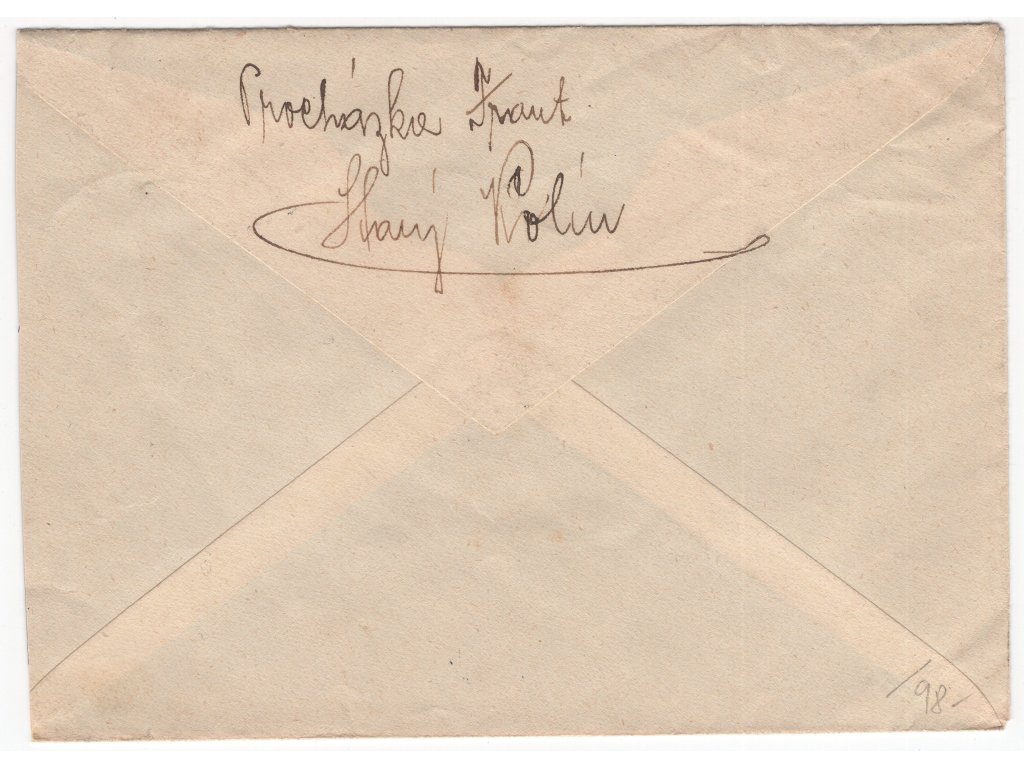 Procházka Frant.
Starý Kolín
/98-